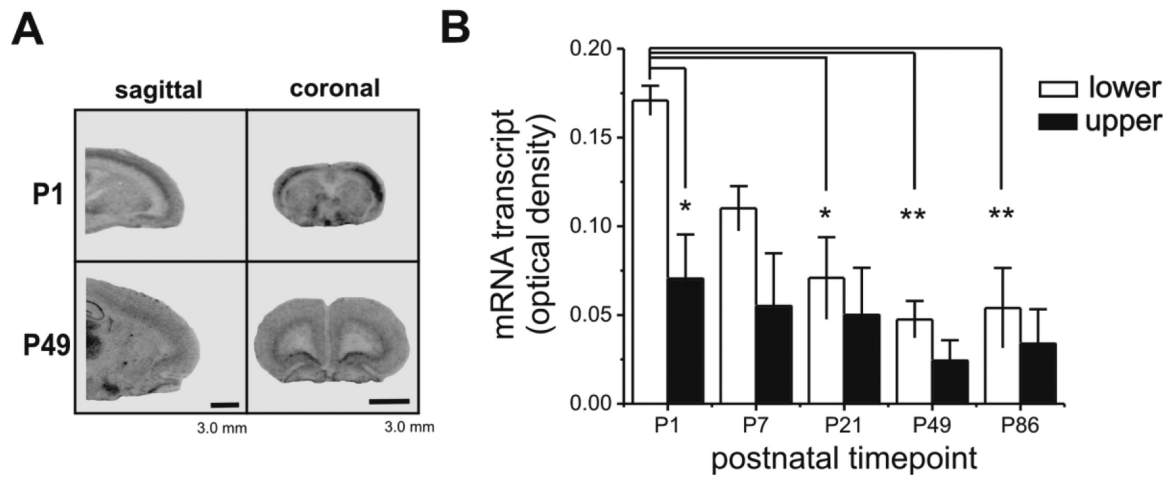 A
sagittal coronal
P1
P49
3.0 mm 3.0 mm
B
mRNA transcript
(optical density)
0.20
0.15
0.10
0.05
0.00
* * ** **
lower
upper
P1 P7 P21 P49 P86
postnatal timepoint